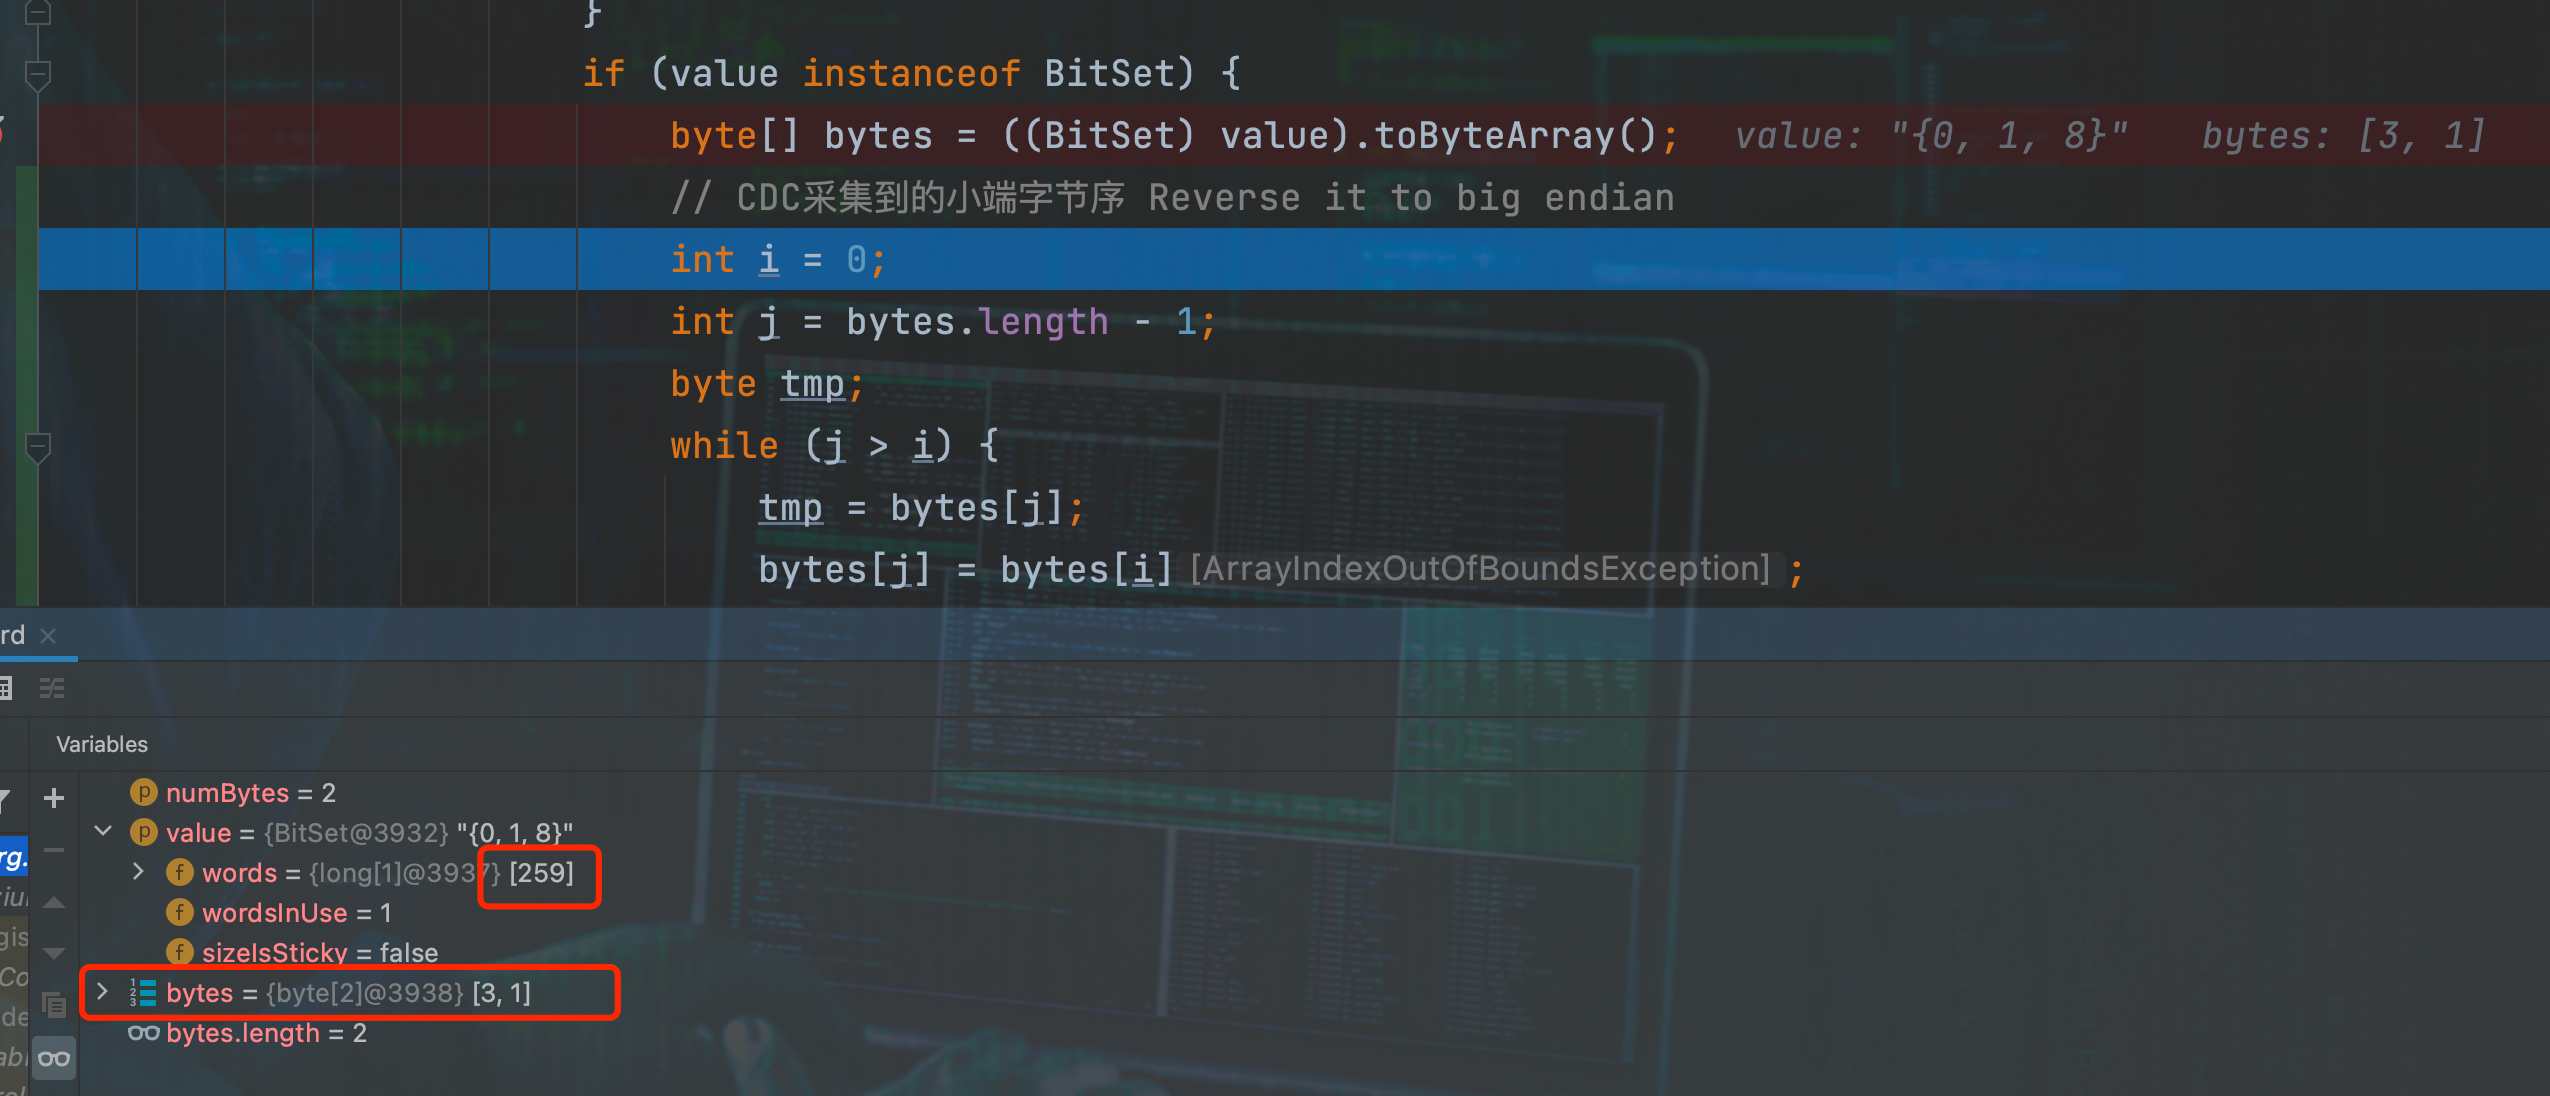 }
if (value instanceof BitSet) {
byte[] bytes = ((BitSet) value).toByteArray(); value: "{0, 1, 8}" bytes: [3, 1]
// CDC采集到的小端字节序 Reverse it to big endian
int i = 0;
int j = bytes.length - 1;
byte tmp;
while (j > i) {
tmp = bytes[j];
bytes[j] = bytes[i] [ArrayIndexOutOfBoundsException] ;
rd
Variables
numBytes = 2
value = {BitSet@3932} "{0, 1, 8}"
rg.
words = {long[1]@3937} [259]
wordsInUse = 1
gis
sizeIsSticky = false
Co
bytes = {byte[2]@3938} [3, 1]
de
bytes.length = 2